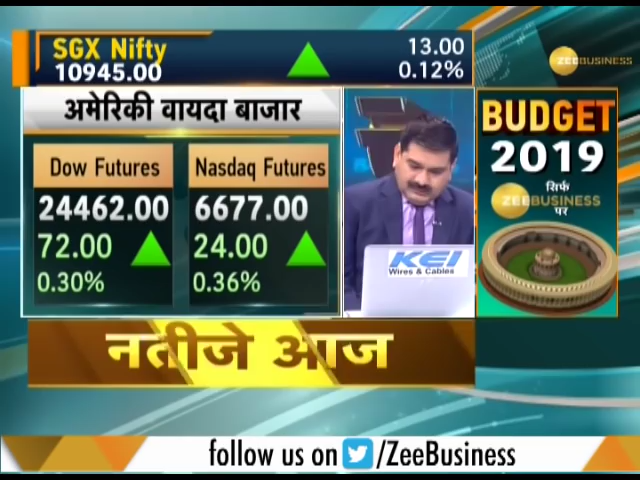 SGX Nifty
10945.00
13.00
0.12%
ZEEBUSINESS
अमेरिकी वायदा बाजार
Dow Futures
24462.00
72.00
0.30%
Nasdaq Futures
6677.00
24.00
0.36%
KEI
Wires & Cables
BUDGET
2019
सिर्फ
ZEEBUSINESS
पर
नतीजे आज
follow us on /ZeeBusiness